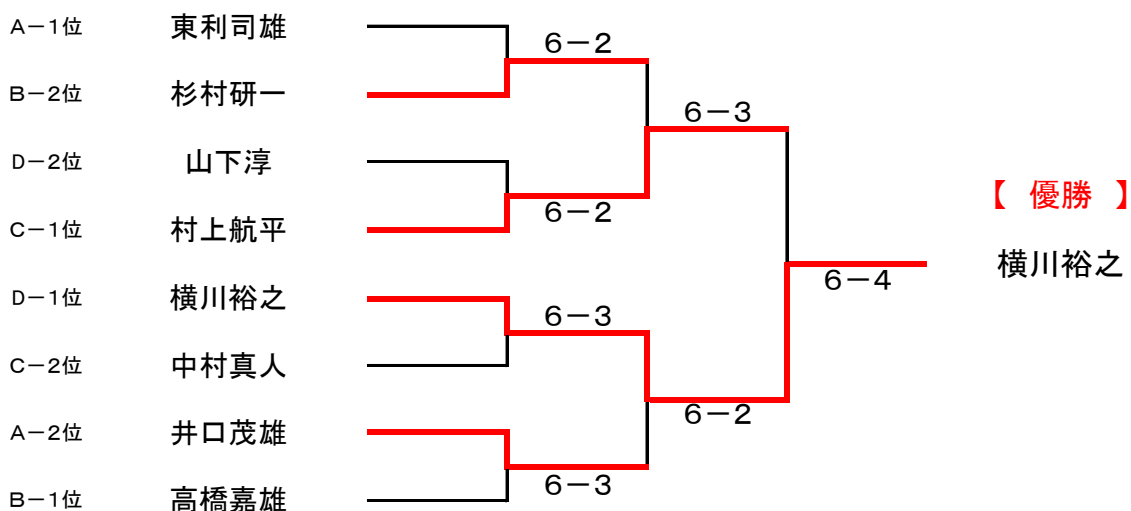 A－1位 東利司雄
6－2
B－2位 杉村研一
6－3
D－2位 山下淳
【 優勝 】
6－2
C－1位 村上航平
横川裕之
6－4
D－1位 横川裕之
6－3
C－2位 中村真人
6－2
A－2位 井口茂雄
6－3
B－1位 高橋嘉雄